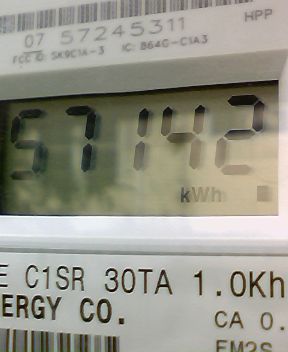 HPP
07 57245311
FCC ID: SK9C1A-3 IC: 864G-C1A3
57142
kWh
E C1SR 30TA 1.0Kh
ERGY CO.
CA 0.
EM2S